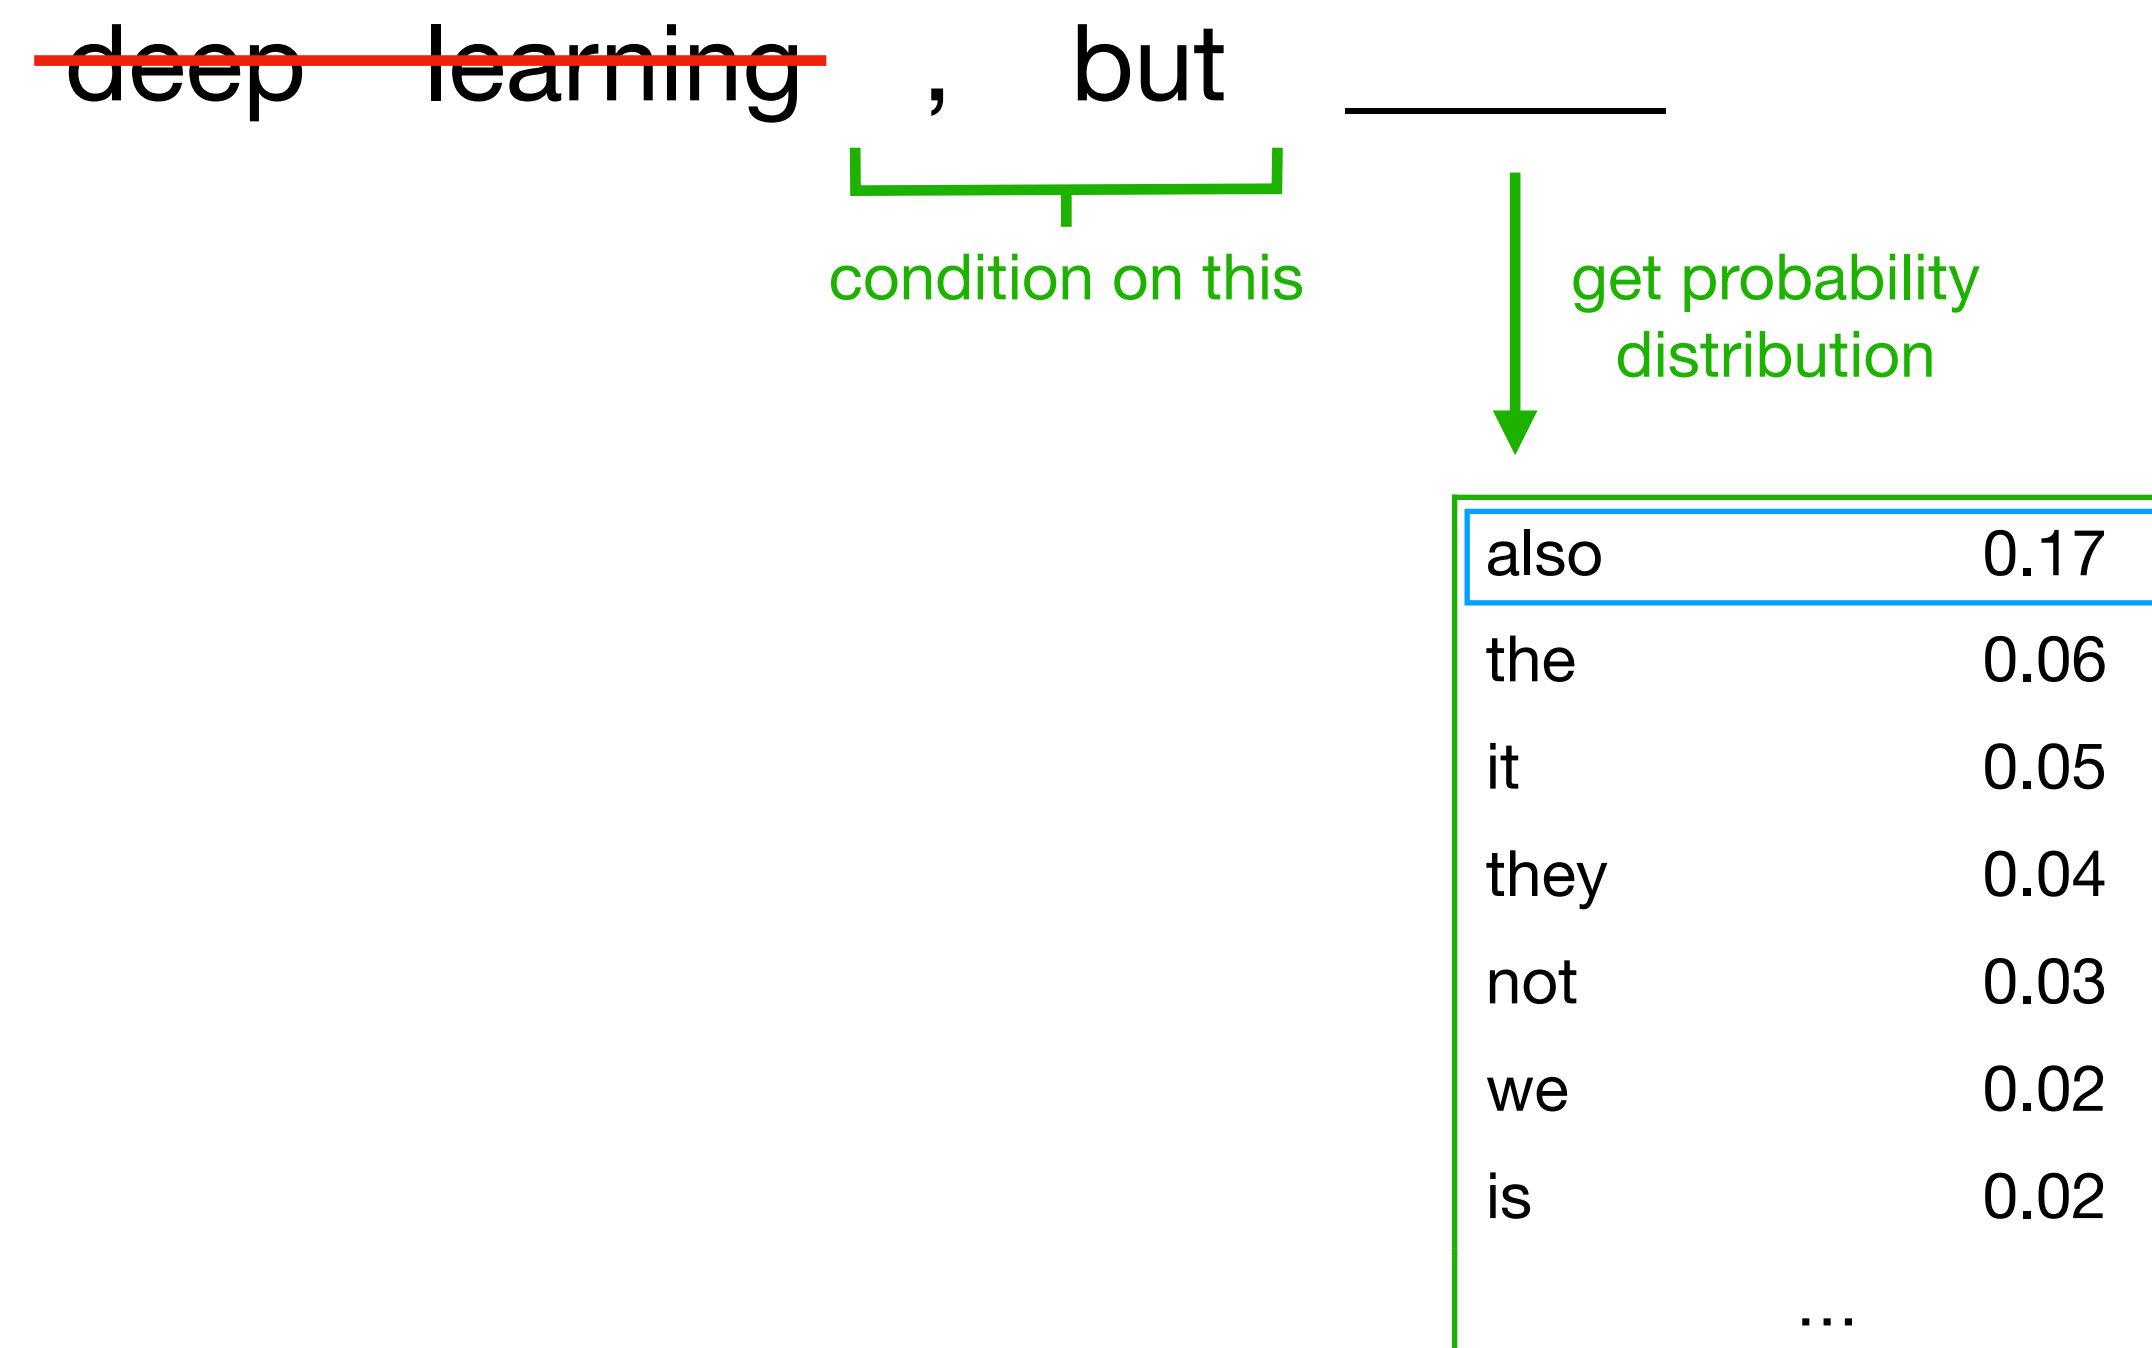 deep learning , but
condition on this
get probability
distribution
also 0.17
the 0.06
it 0.05
they 0.04
not 0.03
we 0.02
is 0.02
...